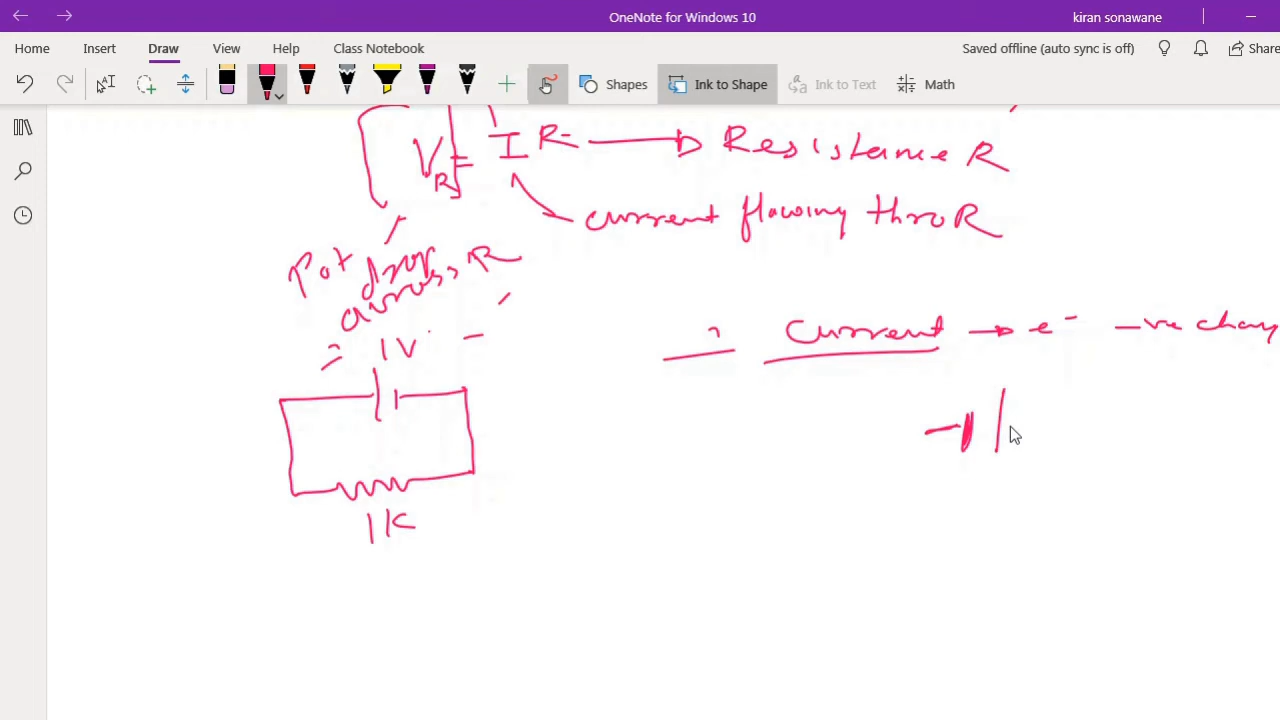 OneNote for Windows 10
kiran sonawane
Home Insert Draw View Help Class Notebook
Saved offline (auto sync is off)
Share
Shapes Ink to Shape Ink to Text Math
V_R = I R → Resistance R
current flowing thro R
Pot drop across R
1V
Current → e⁻ -ve charg
1K